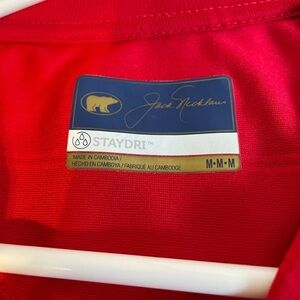 Jack Nicklaus
STAYDRI™
MADE IN CAMBODIA/
HECHO EN CAMBOYA/FABRIQUÉ AU CAMBODGE
M-M-M